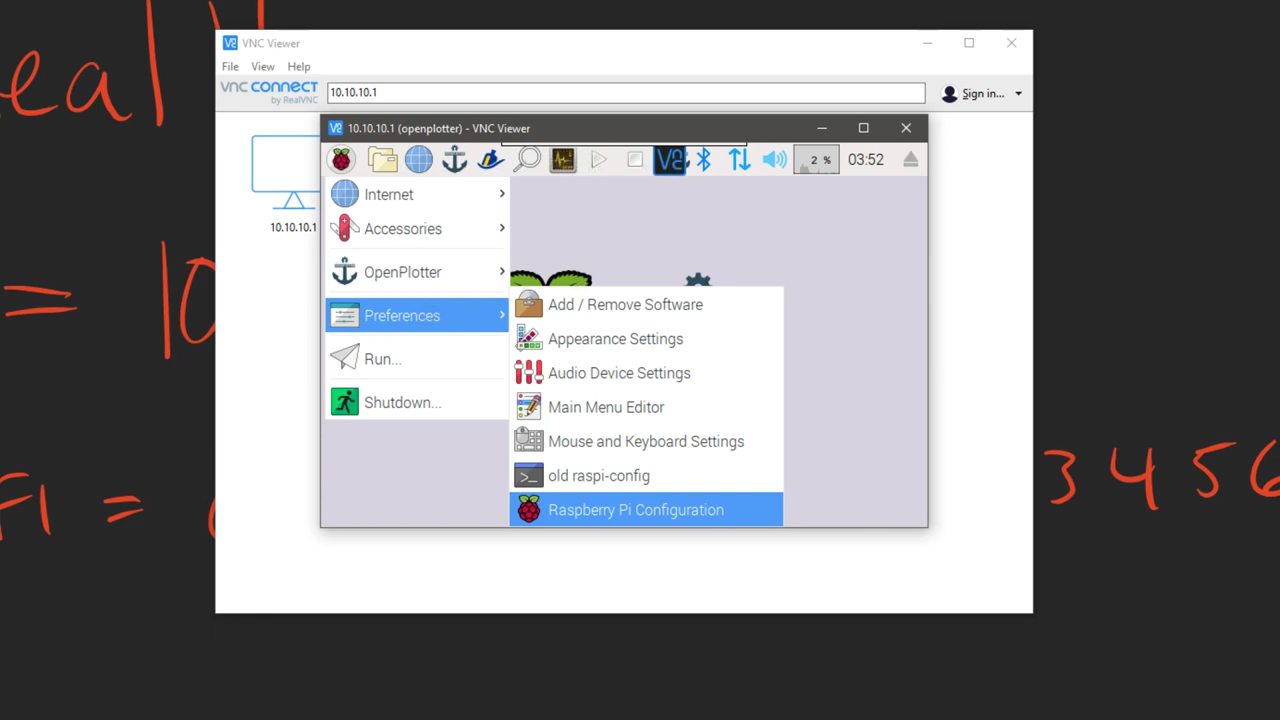 eal V
VNC Viewer
File View Help
vnc connect
by RealVNC
10.10.10.1
Sign in...
10.10.10.1 (openplotter) - VNC Viewer
2 %
03:52
10.10.10.1
Internet
Accessories
OpenPlotter
Preferences
Run...
Shutdown...
Add / Remove Software
Appearance Settings
Audio Device Settings
Main Menu Editor
Mouse and Keyboard Settings
old raspi-config
Raspberry Pi Configuration
= 10
FI =
3456